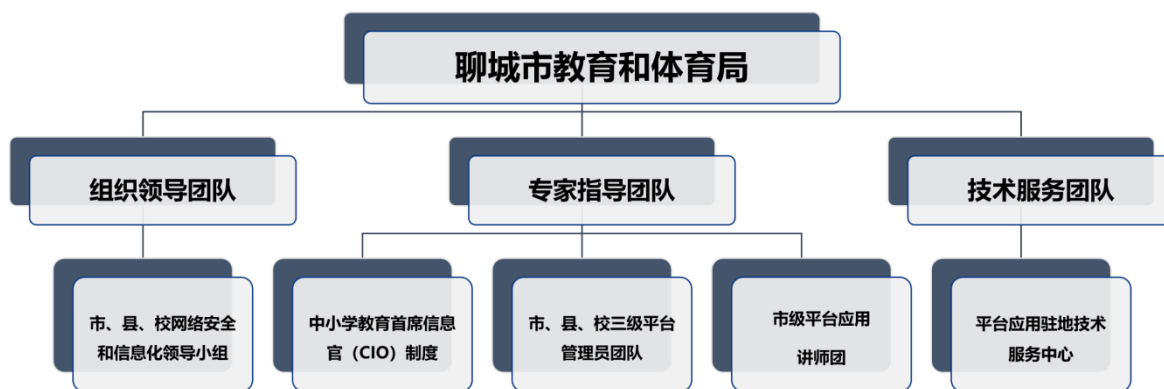 聊城市教育和体育局
组织领导团队
专家指导团队
技术服务团队
市、县、校网络安全
和信息化领导小组
中小学教育首席信息
官（CIO）制度
市、县、校三级平台
管理员团队
市级平台应用
讲师团
平台应用驻地技术
服务中心